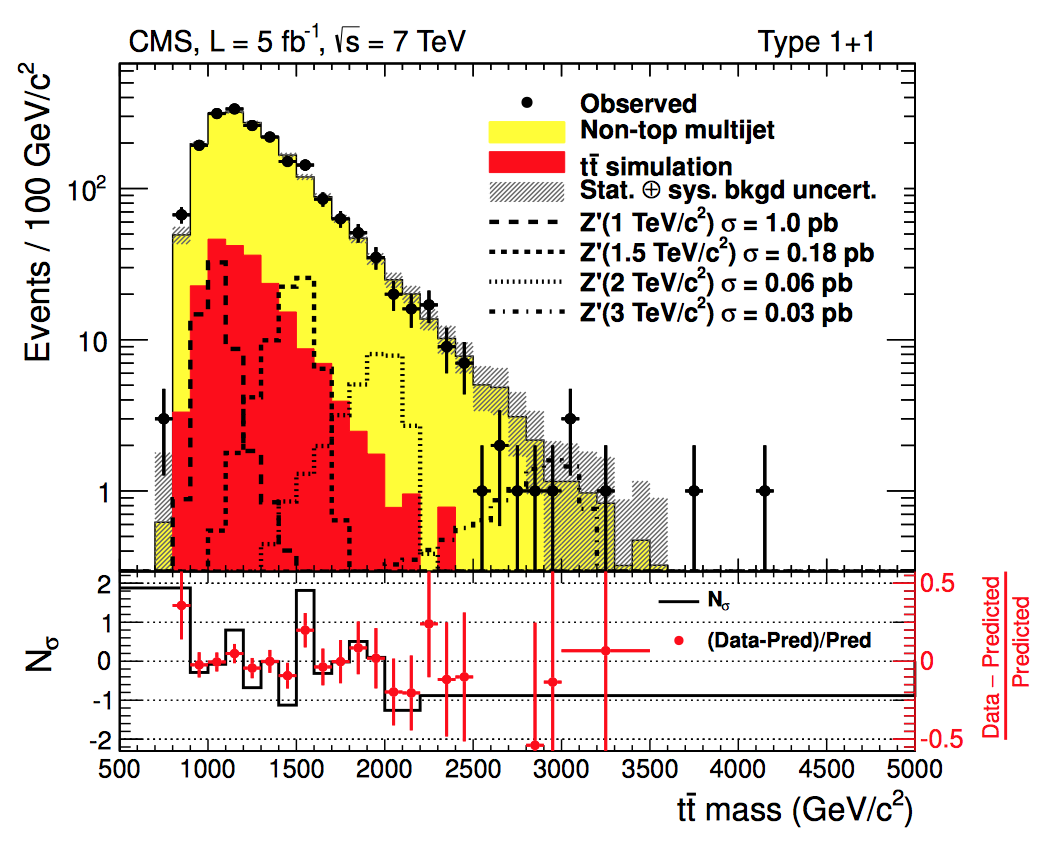 CMS, L = 5 fb⁻¹, √s = 7 TeV Type 1+1
Events / 100 GeV/c²
10²
10
1
Observed
Non-top multijet
tt̄ simulation
Stat. ⊕ sys. bkgd uncert.
Z'(1 TeV/c²) σ = 1.0 pb
Z'(1.5 TeV/c²) σ = 0.18 pb
Z'(2 TeV/c²) σ = 0.06 pb
Z'(3 TeV/c²) σ = 0.03 pb
Nσ
2
1
0
-1
-2
Nσ
(Data-Pred)/Pred
0.5
0
-0.5
Data – Predicted
Predicted
500 1000 1500 2000 2500 3000 3500 4000 4500 5000
tt̄ mass (GeV/c²)